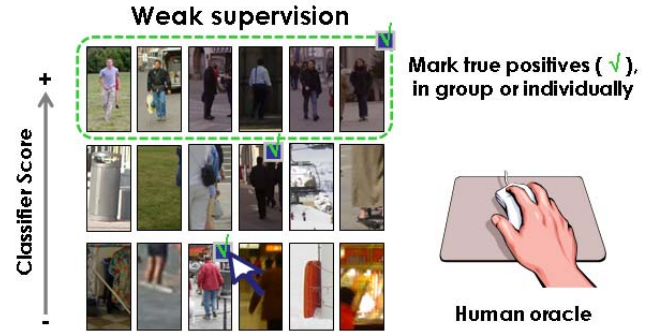 Weak supervision
Mark true positives ( √ ),
in group or individually
+
Classifier Score
-
Human oracle